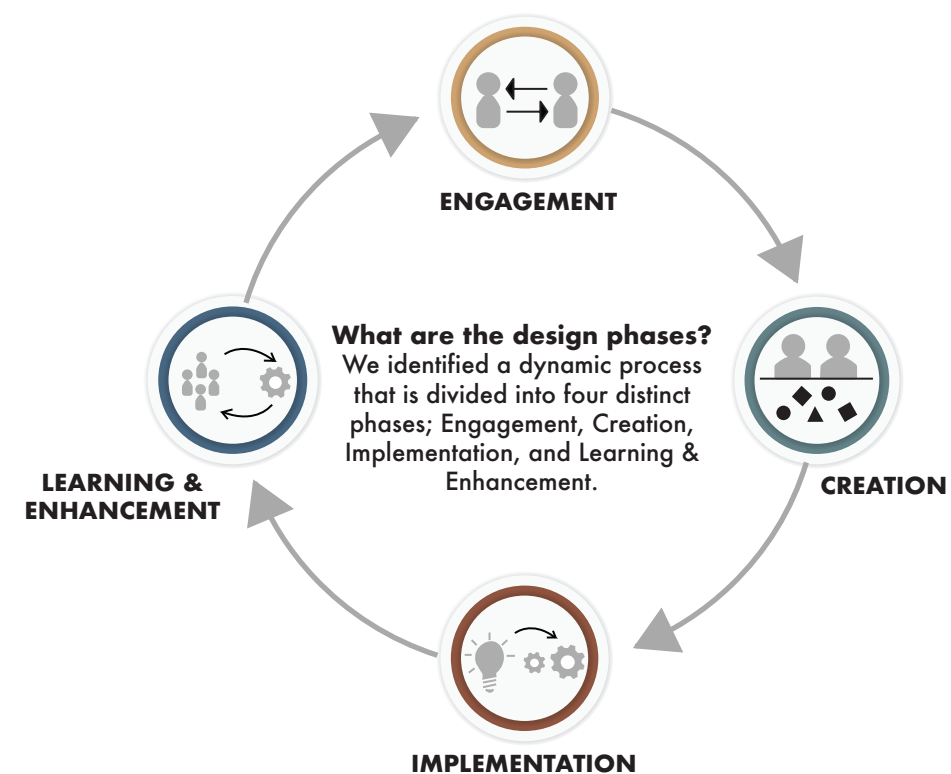 ENGAGEMENT
What are the design phases?
We identified a dynamic process
that is divided into four distinct
phases; Engagement, Creation,
Implementation, and Learning &
Enhancement.
LEARNING &
ENHANCEMENT
CREATION
IMPLEMENTATION